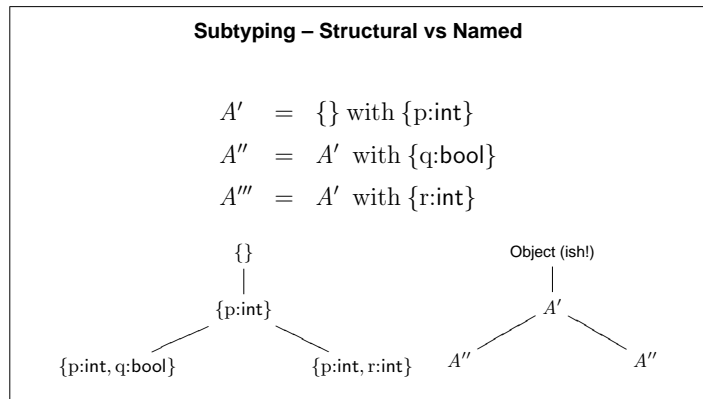 Subtyping – Structural vs Named
A′ = {} with {p:int}
A″ = A′ with {q:bool}
A‴ = A′ with {r:int}
{} Object (ish!)
{p:int} A′
{p:int, q:bool} {p:int, r:int} A″ A″